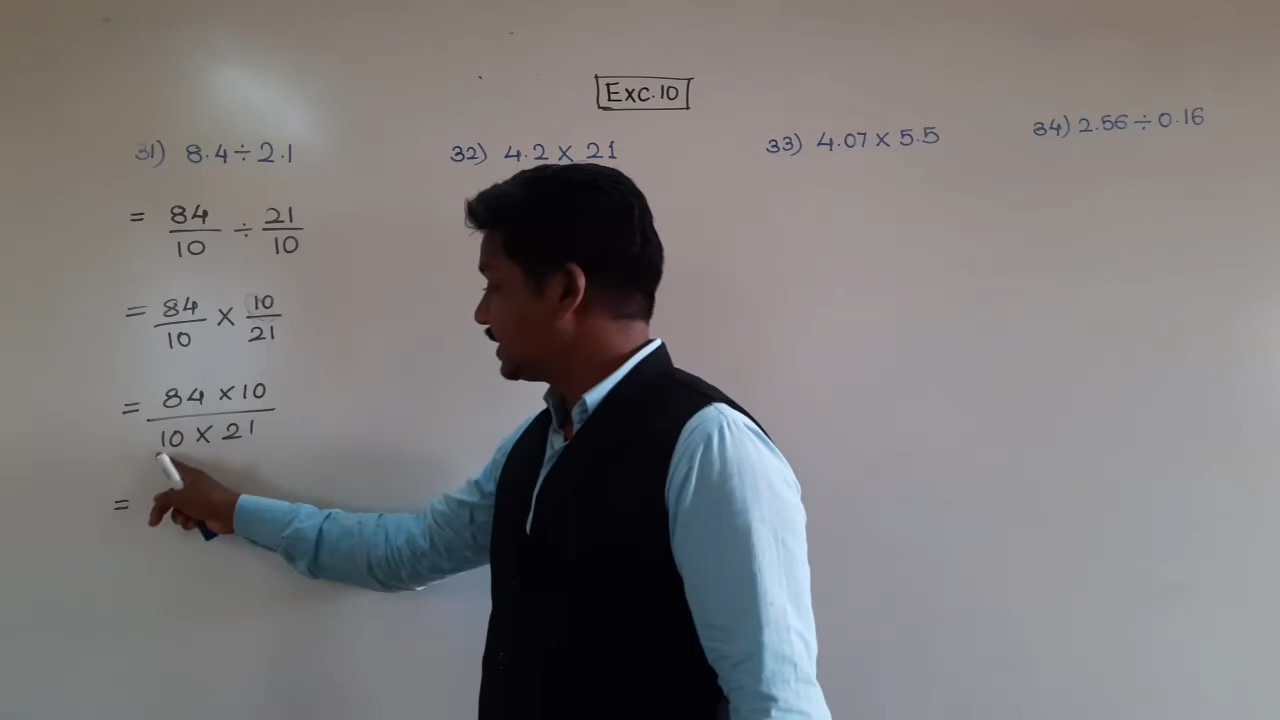 Exc.10
31) 8.4 ÷ 2.1
= 84/10 ÷ 21/10
= 84/10 × 10/21
= 84 × 10 / 10 × 21
=
32) 4.2 × 21
33) 4.07 × 5.5
34) 2.56 ÷ 0.16